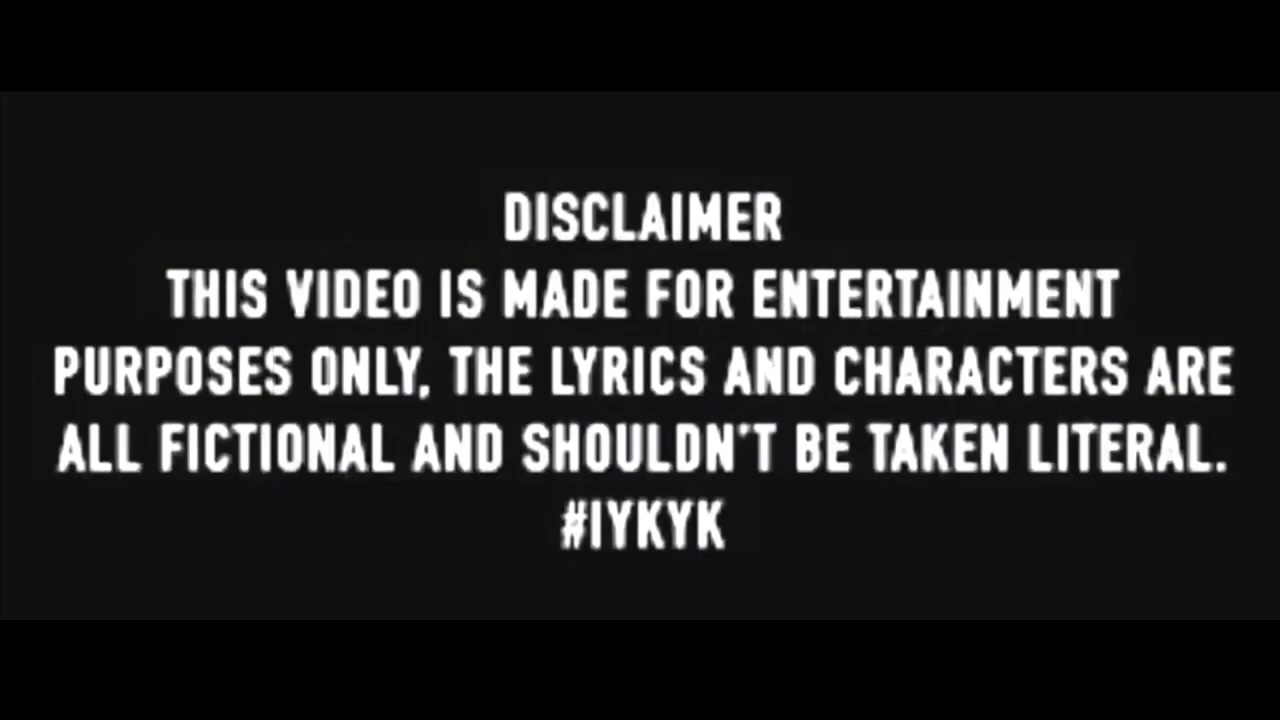 DISCLAIMER
THIS VIDEO IS MADE FOR ENTERTAINMENT
PURPOSES ONLY, THE LYRICS AND CHARACTERS ARE
ALL FICTIONAL AND SHOULDN'T BE TAKEN LITERAL.
#IYKYK